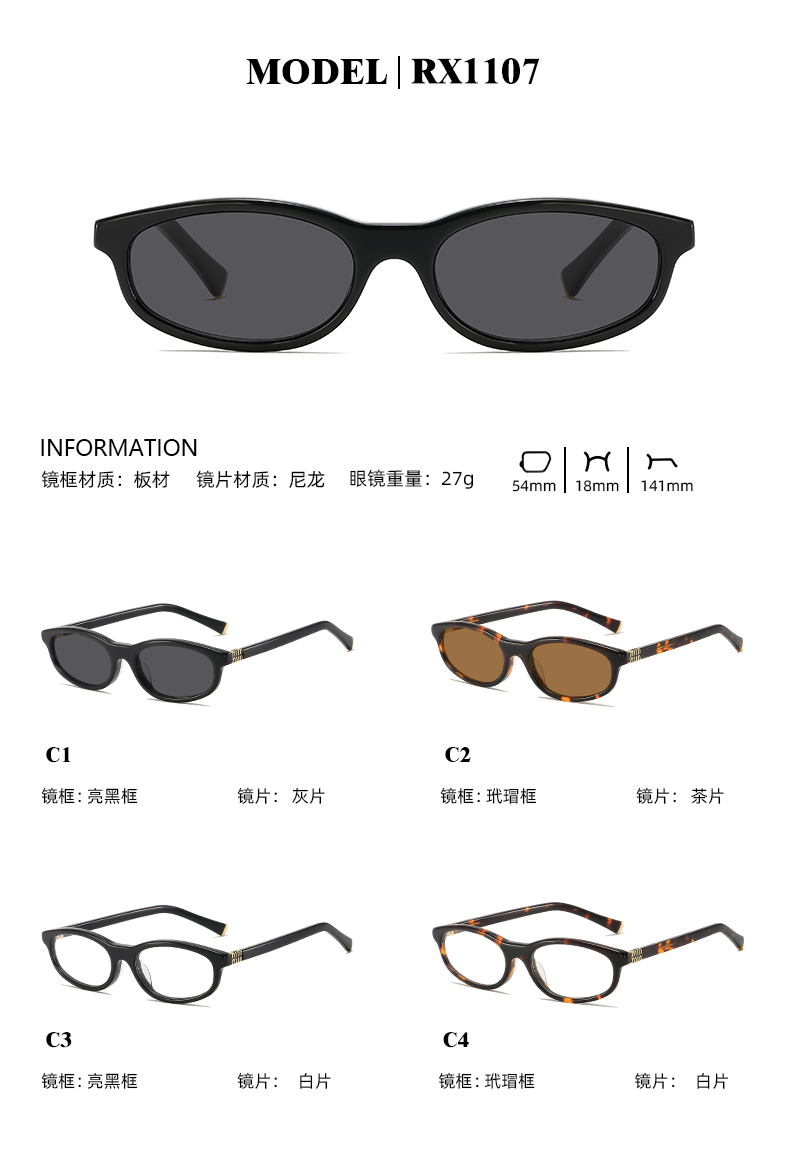 MODEL | RX1107
INFORMATION
镜框材质：板材 镜片材质：尼龙 眼镜重量：27g
54mm 18mm 141mm
C1 C2
镜框：亮黑框 镜片： 灰片 镜框：玳瑁框 镜片： 茶片
C3 C4
镜框：亮黑框 镜片： 白片 镜框：玳瑁框 镜片： 白片